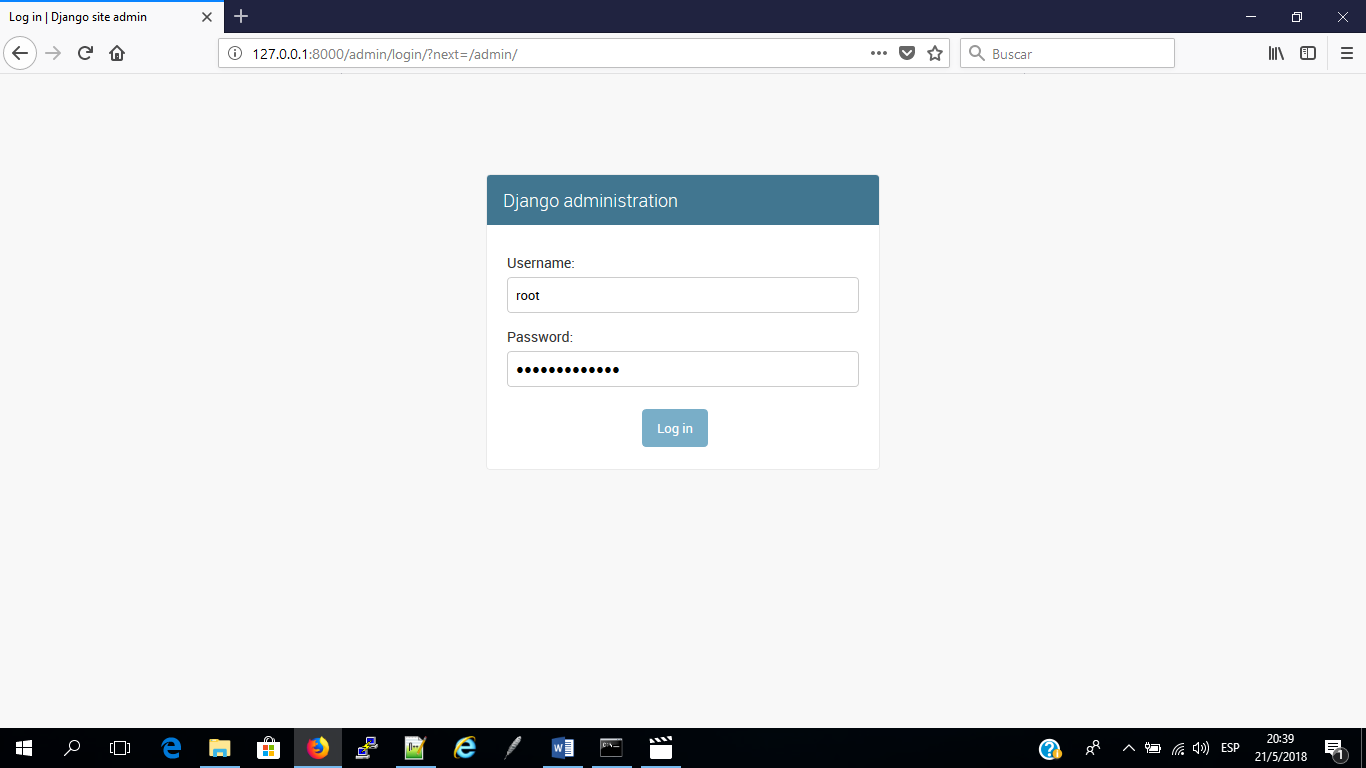 Log in | Django site admin
127.0.0.1:8000/admin/login/?next=/admin/
Buscar
Django administration
Username:
root
Password:
•••••••••••••
Log in
ESP
20:39
21/5/2018
1